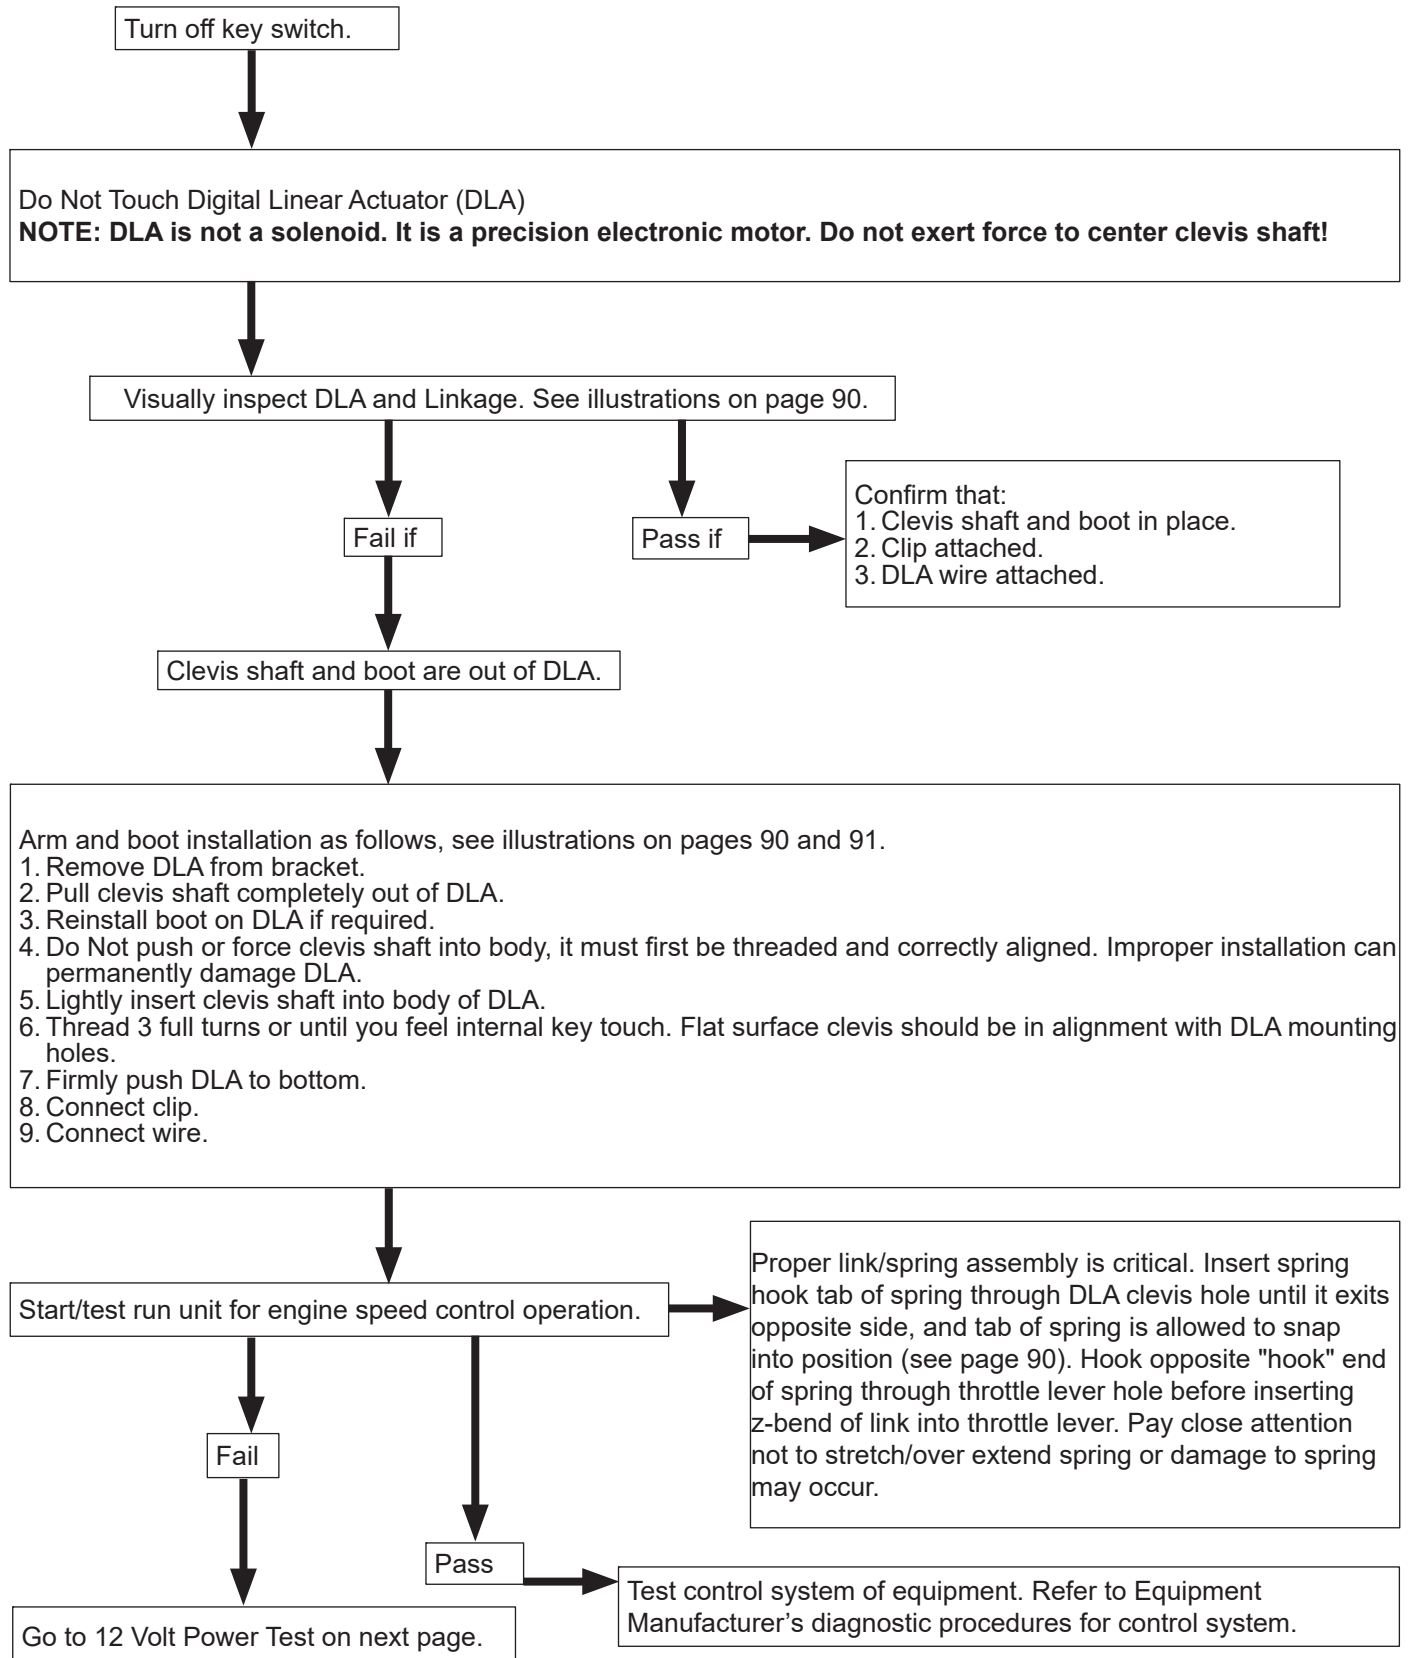 Turn off key switch.
Do Not Touch Digital Linear Actuator (DLA)
NOTE: DLA is not a solenoid. It is a precision electronic motor. Do not exert force to center clevis shaft!
Visually inspect DLA and Linkage. See illustrations on page 90.
Fail if
Pass if
Confirm that:
1. Clevis shaft and boot in place.
2. Clip attached.
3. DLA wire attached.
Clevis shaft and boot are out of DLA.
Arm and boot installation as follows, see illustrations on pages 90 and 91.
1. Remove DLA from bracket.
2. Pull clevis shaft completely out of DLA.
3. Reinstall boot on DLA if required.
4. Do Not push or force clevis shaft into body, it must first be threaded and correctly aligned. Improper installation can
permanently damage DLA.
5. Lightly insert clevis shaft into body of DLA.
6. Thread 3 full turns or until you feel internal key touch. Flat surface clevis should be in alignment with DLA mounting
holes.
7. Firmly push DLA to bottom.
8. Connect clip.
9. Connect wire.
Start/test run unit for engine speed control operation.
Proper link/spring assembly is critical. Insert spring
hook tab of spring through DLA clevis hole until it exits
opposite side, and tab of spring is allowed to snap
into position (see page 90). Hook opposite "hook" end
of spring through throttle lever hole before inserting
z-bend of link into throttle lever. Pay close attention
not to stretch/over extend spring or damage to spring
may occur.
Fail
Pass
Test control system of equipment. Refer to Equipment
Manufacturer’s diagnostic procedures for control system.
Go to 12 Volt Power Test on next page.